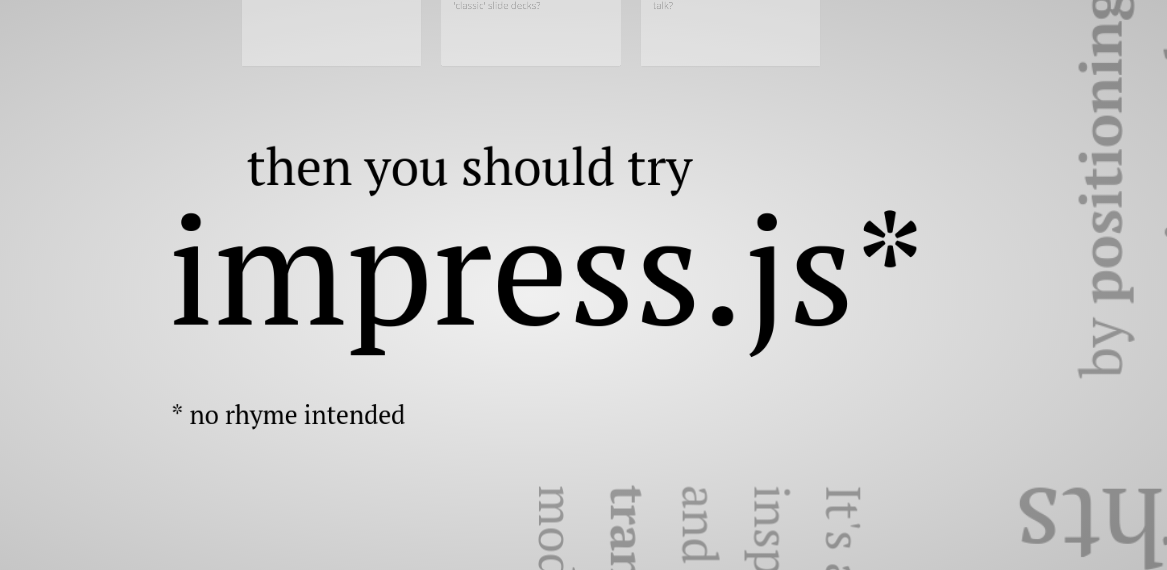 'classic' slide decks?
talk?
then you should try
impress.js*
* no rhyme intended
by positioning
It's a
insp
and
tran
mod
hts